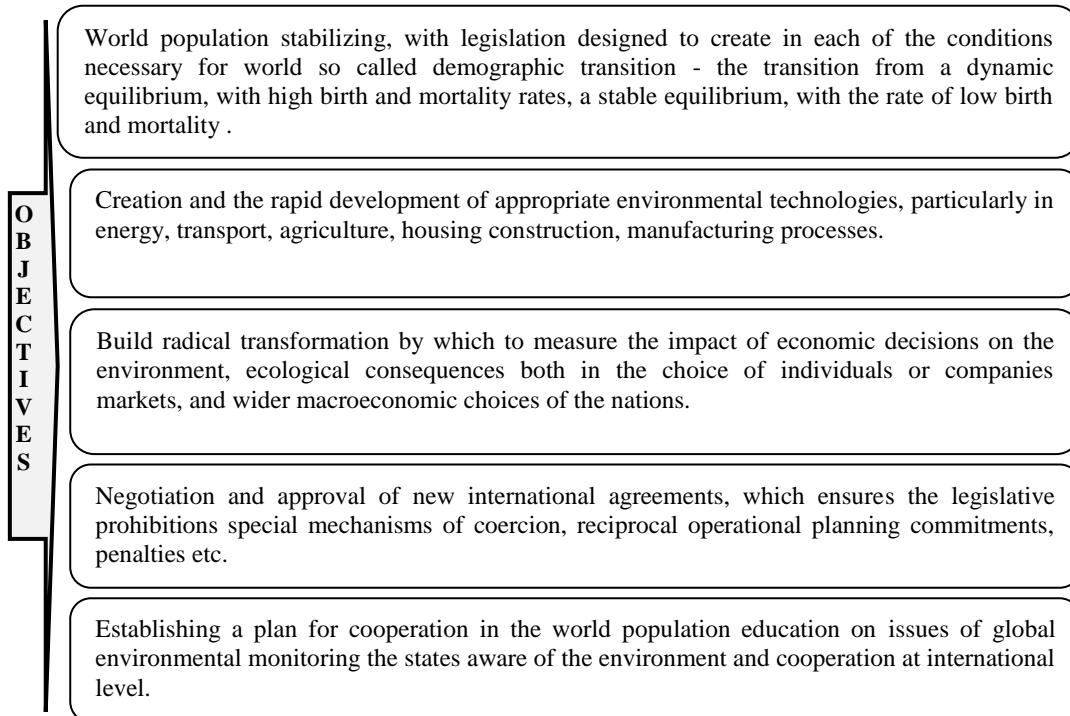 World population stabilizing, with legislation designed to create in each of the conditions
necessary for world so called demographic transition - the transition from a dynamic
equilibrium, with high birth and mortality rates, a stable equilibrium, with the rate of low birth
and mortality .
OBJECTIVES
Creation and the rapid development of appropriate environmental technologies, particularly in
energy, transport, agriculture, housing construction, manufacturing processes.
Build radical transformation by which to measure the impact of economic decisions on the
environment, ecological consequences both in the choice of individuals or companies
markets, and wider macroeconomic choices of the nations.
Negotiation and approval of new international agreements, which ensures the legislative
prohibitions special mechanisms of coercion, reciprocal operational planning commitments,
penalties etc.
Establishing a plan for cooperation in the world population education on issues of global
environmental monitoring the states aware of the environment and cooperation at international
level.